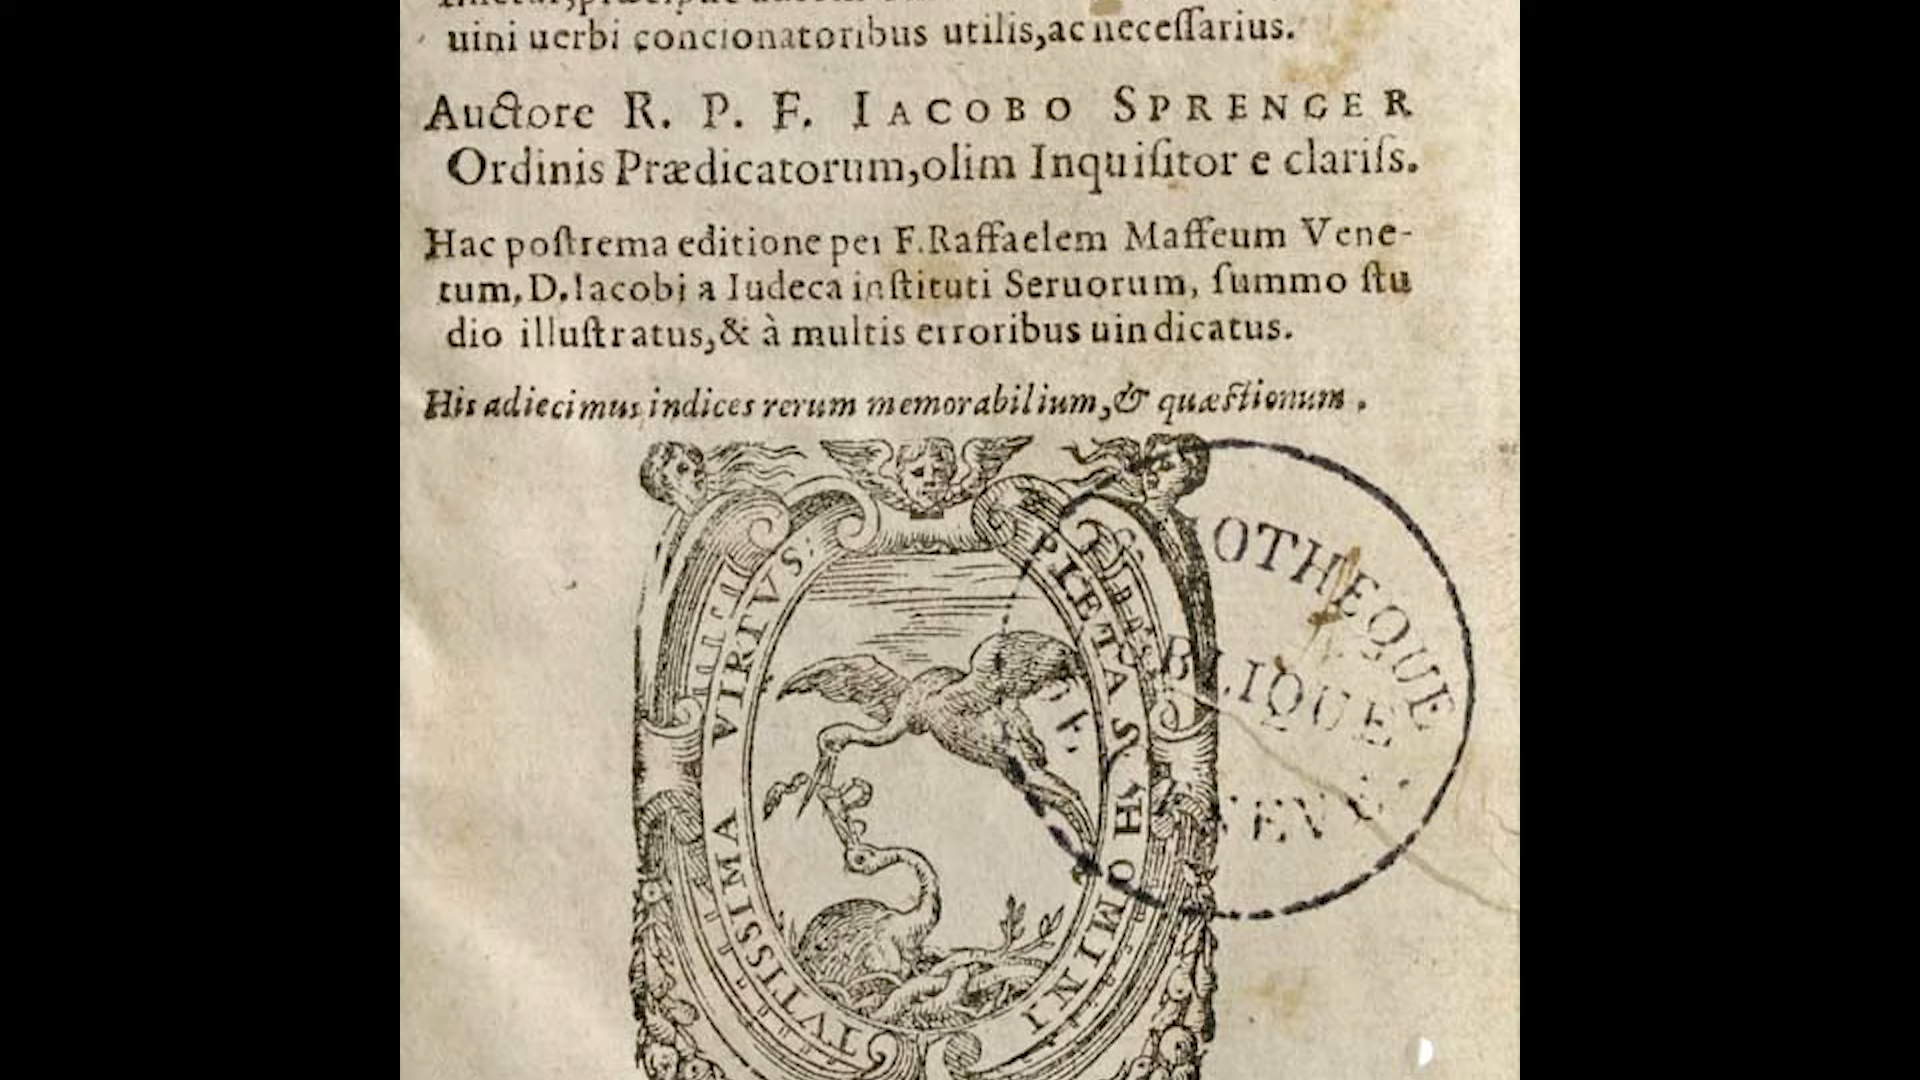 uini uerbi concionatoribus utilis,ac neceſſarius.
Auctore R. P. F. IACOBO SPRENGER
Ordinis Prædicatorum,olim Inquiſitor e clariſs.
Hac poſtrema editione per F.Raffaelem Maffeum Vene-
tum, D.Iacobi a Iudeca inſtituti Seruorum, ſummo ſtu
dio illuſtratus,& à multis erroribus uindicatus.
His adiecimus indices rerum memorabilium,& quæſtionum.
PIETAS HOMINI
TVTISSIMA VIRTVS
OTHEQUE
BLIQUE